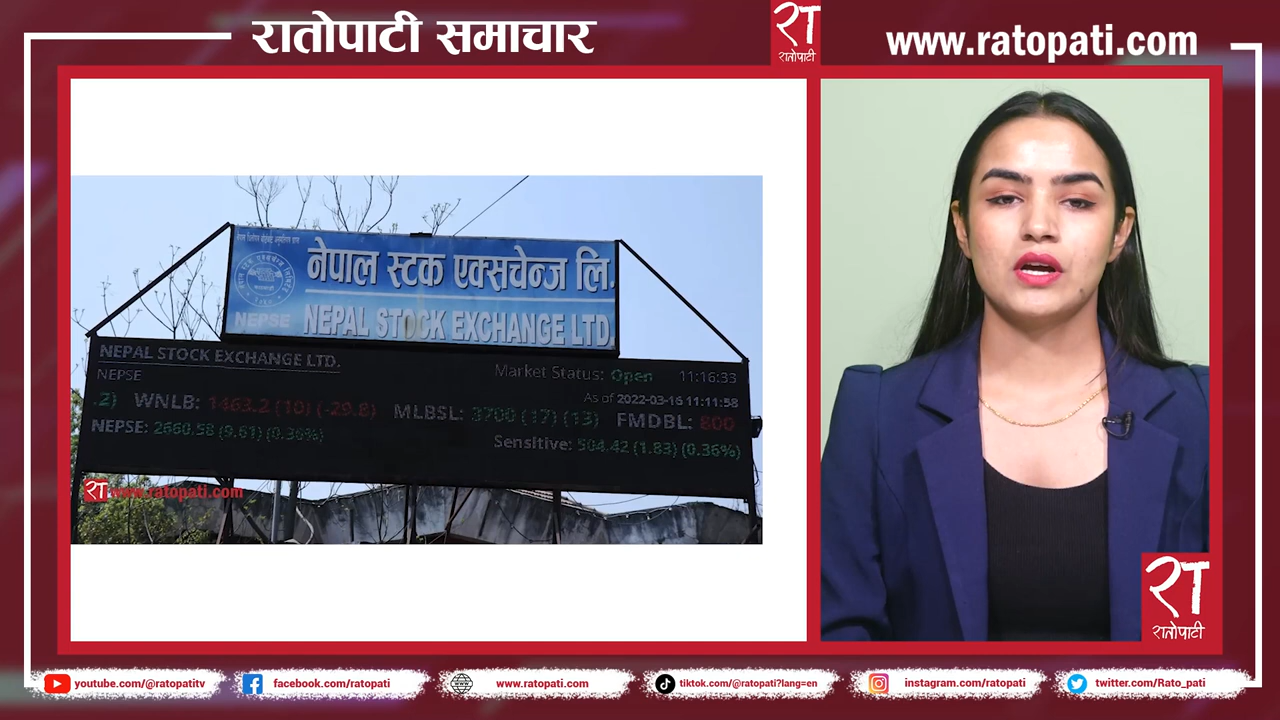 रातोपाटी समाचार
रा
रातोपाटी
www.ratopati.com
नेपाल स्टक एक्सचेन्ज लि.
NEPSE
NEPAL STOCK EXCHANGE LTD.
NEPAL STOCK EXCHANGE LTD.
Market Status: Open 11:16:33
NEPSE
As of 2022-03-16 11:11:58
.2) WNLB: 1463.2 (10) (-29.8) MLBSL: 3700 (17) (13) FMDBL: 800
NEPSE: 2660.58 (9.61) (0.36%)
Sensitive: 504.42 (1.83) (0.36%)
रा www.ratopati.com
रा
रातोपाटी
youtube.com/@ratopatitv
facebook.com/ratopati
www.ratopati.com
tiktok.com/@ratopati?lang=en
instagram.com/ratopati
twitter.com/Rato_pati